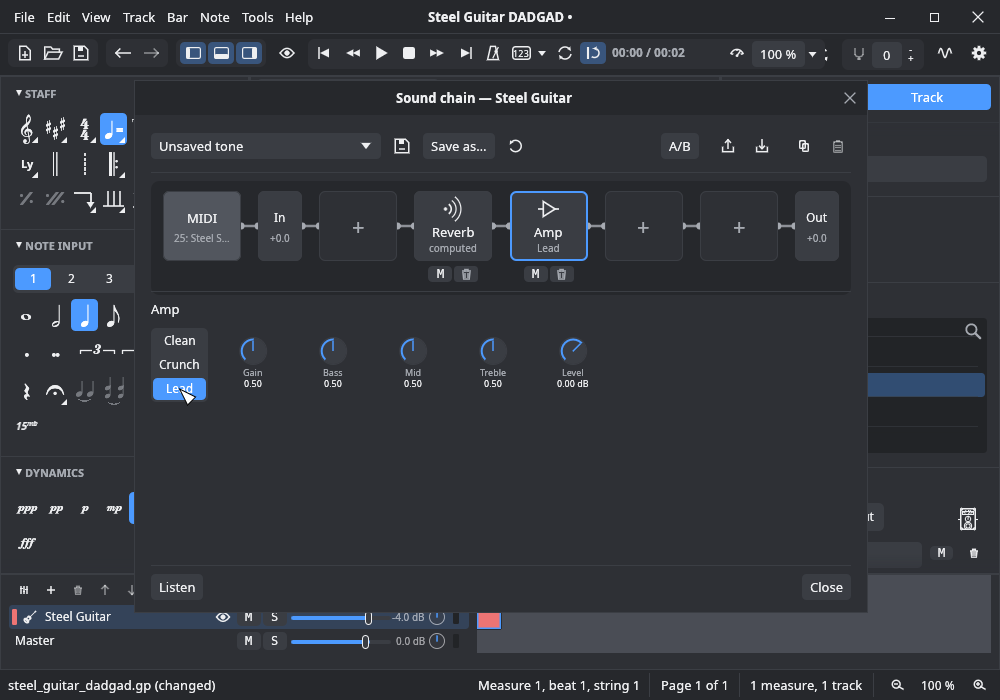 File Edit View Track Bar Note Tools Help
Steel Guitar DADGAD •
123
00:00 / 00:02
100 %
0
STAFF
Sound chain — Steel Guitar
Track
Unsaved tone
Save as...
A/B
Ly
MIDI
25: Steel S...
In
+0.0
+
Reverb
computed
Amp
Lead
+
+
Out
+0.0
M
M
NOTE INPUT
1 2 3
Amp
Clean
Crunch
Lead
Gain
0.50
Bass
0.50
Mid
0.50
Treble
0.50
Level
0.00 dB
3
15mb
DYNAMICS
ppp pp p mp
fff
M
Listen
Close
Steel Guitar
M S
-4.0 dB
Master
M S
0.0 dB
steel_guitar_dadgad.gp (changed)
Measure 1, beat 1, string 1
Page 1 of 1
1 measure, 1 track
100 %